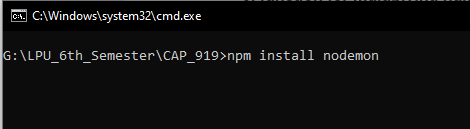 C:\Windows\system32\cmd.exe
G:\LPU_6th_Semester\CAP_919>npm install nodemon